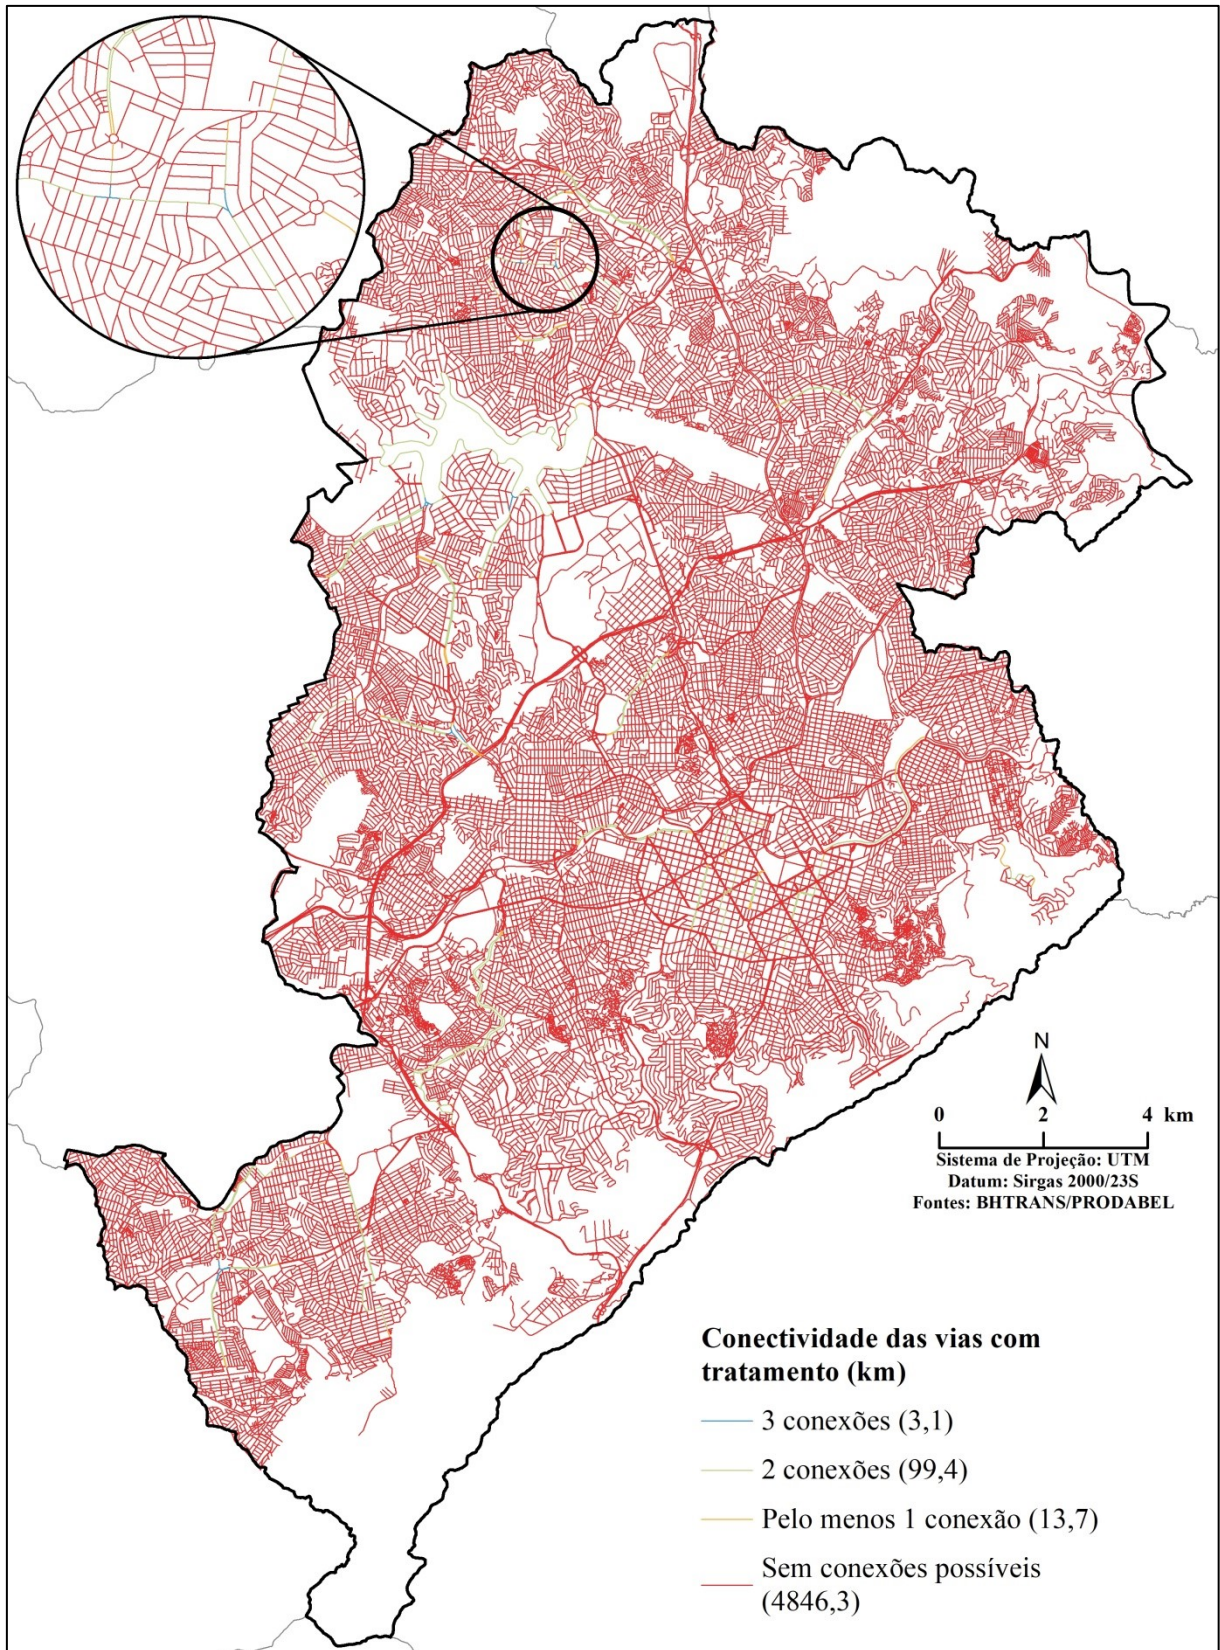 N
0 2 4 km
Sistema de Projeção: UTM
Datum: Sirgas 2000/23S
Fontes: BHTRANS/PRODABEL
Conectividade das vias com
tratamento (km)
3 conexões (3,1)
2 conexões (99,4)
Pelo menos 1 conexão (13,7)
Sem conexões possíveis
(4846,3)